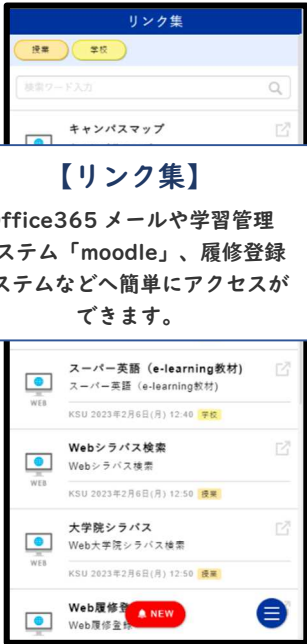 リンク集
授業 学校
検索ワード入力
キャンパスマップ
【リンク集】
ffice365 メールや学習管理
ステム「moodle」、履修登録
ステムなどへ簡単にアクセスが
できます。
スーパー英語（e-learning教材)
スーパー英語（e-learning教材)
WEB
KSU 2023年2月6日(月) 12:40 学校
Webシラバス検索
Webシラバス検索
WEB
KSU 2023年2月6日(月) 12:50 授業
大学院シラバス
Web大学院シラバス検索
WEB
KSU 2023年2月6日(月) 12:50 授業
Web履修登
NEW
Web履修登録